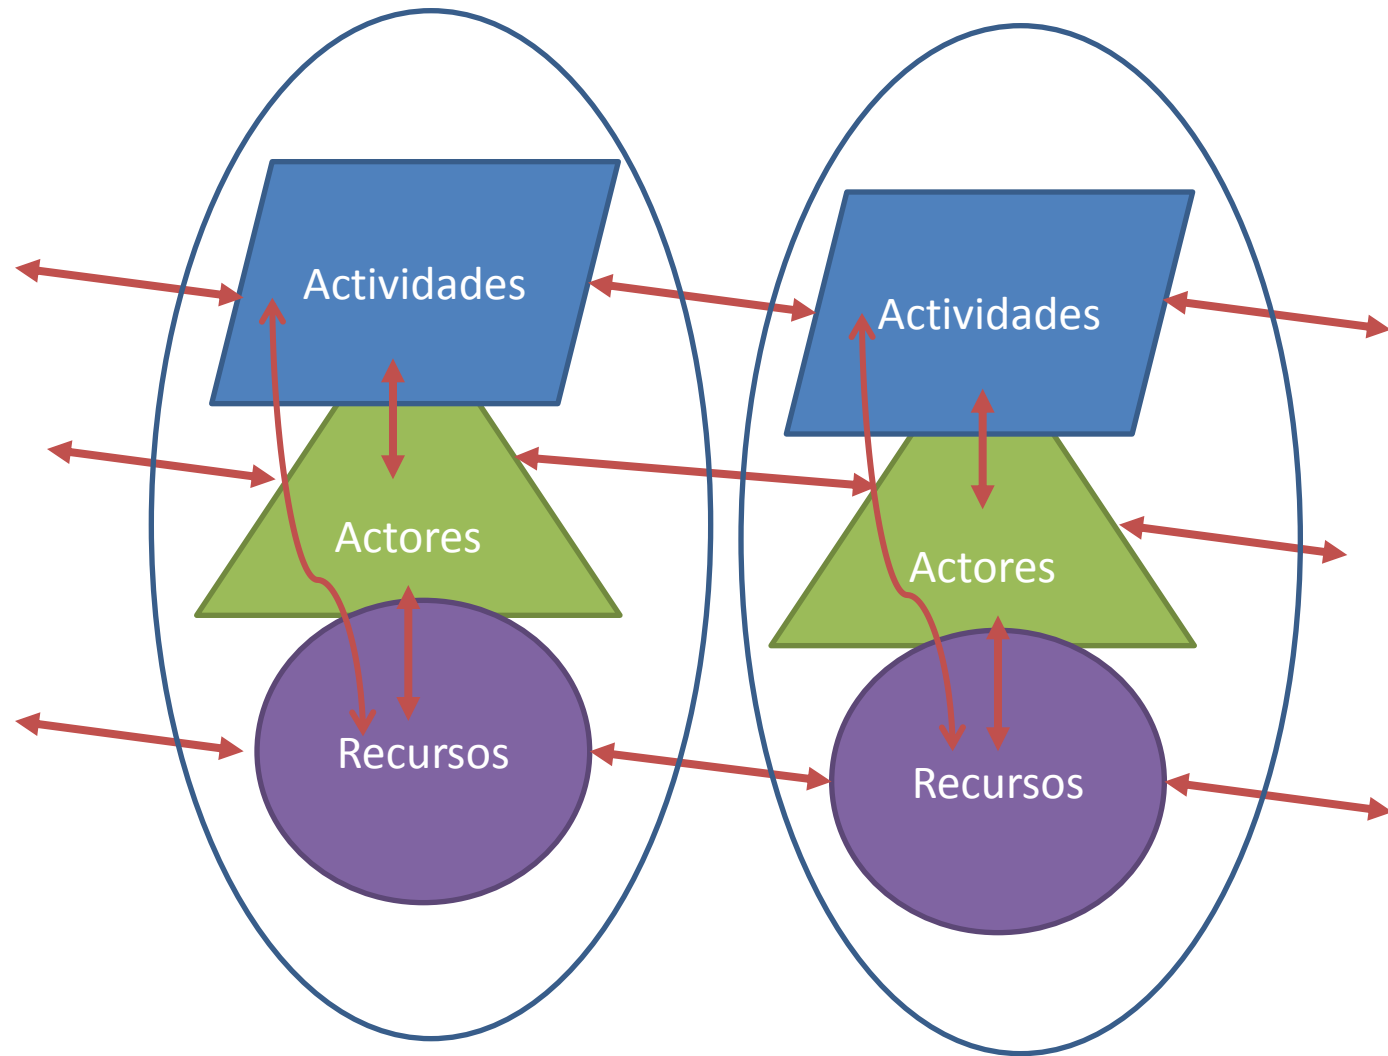 Actividades
Actores
Recursos
Actividades
Actores
Recursos